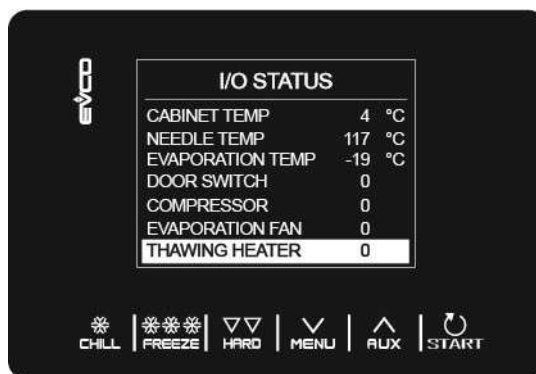 evco
I/O STATUS
CABINET TEMP 4 °C
NEEDLE TEMP 117 °C
EVAPORATION TEMP -19 °C
DOOR SWITCH 0
COMPRESSOR 0
EVAPORATION FAN 0
THAWING HEATER 0
CHILL FREEZE HARD MENU AUX START